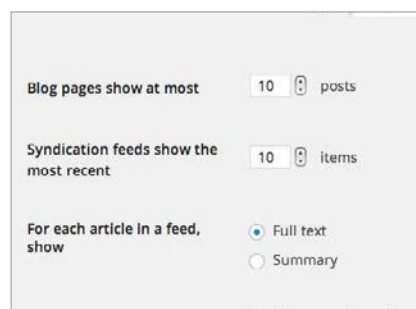 Blog pages show at most 10 posts
Syndication feeds show the
most recent 10 items
For each article in a feed,
show
Full text
Summary